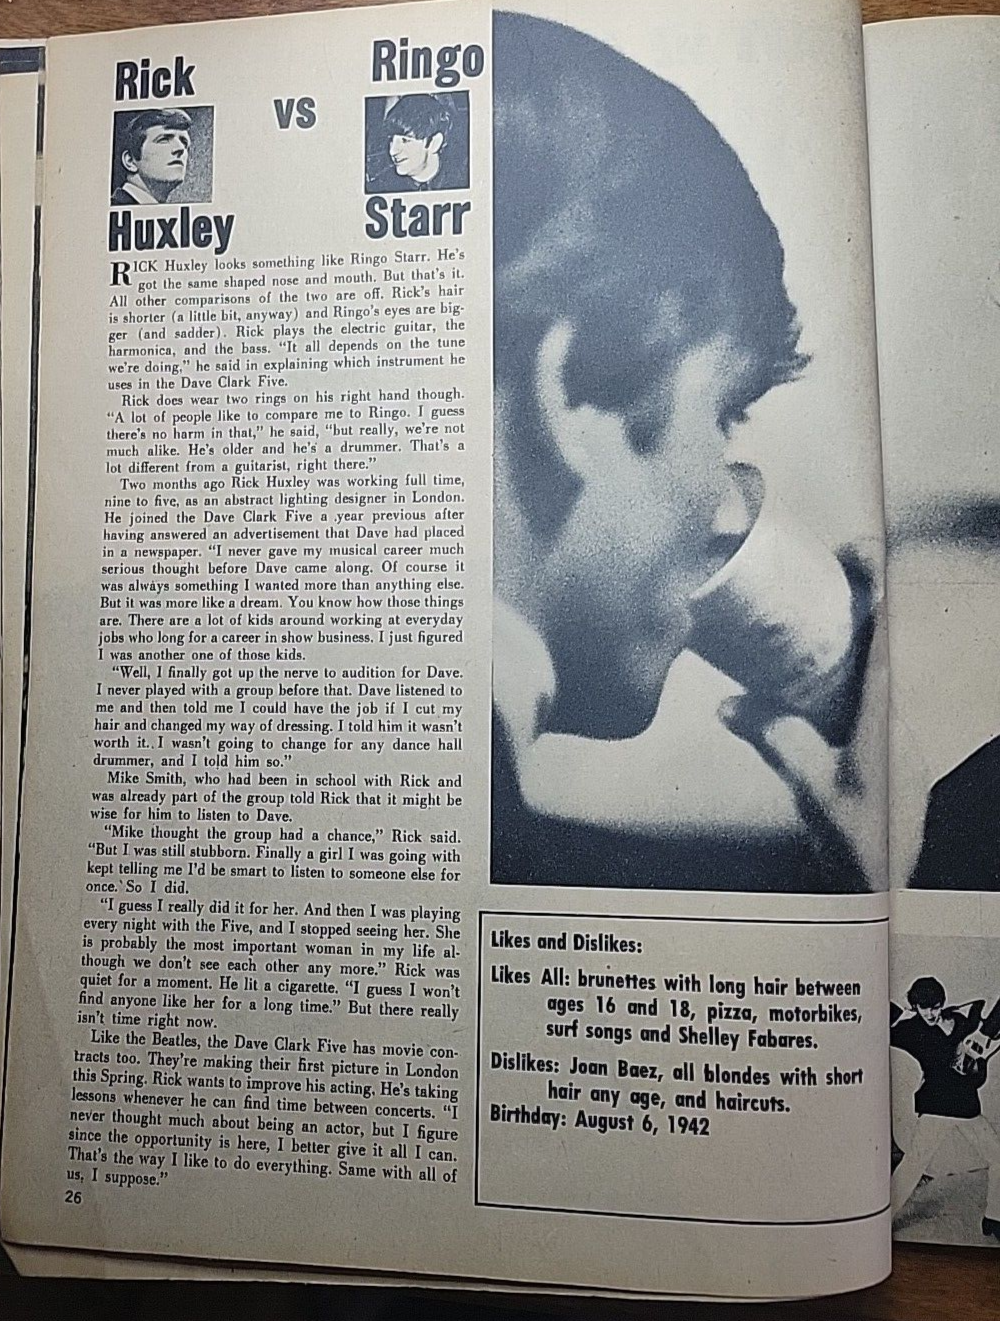 Rick
Huxley
vs
Ringo
Starr
RICK Huxley looks something like Ringo Starr. He's
got the same shaped nose and mouth. But that's it.
All other comparisons of the two are off. Rick's hair
is shorter (a little bit, anyway) and Ringo's eyes are big-
ger (and sadder). Rick plays the electric guitar, the
harmonica, and the bass. “It all depends on the tune
we're doing,” he said in explaining which instrument he
uses in the Dave Clark Five.
Rick does wear two rings on his right hand though.
“A lot of people like to compare me to Ringo. I guess
there's no harm in that,” he said, “but really, we're not
much alike. He's older and he's a drummer. That's a
lot different from a guitarist, right there.”
Two months ago Rick Huxley was working full time,
nine to five, as an abstract lighting designer in London.
He joined the Dave Clark Five a year previous after
having answered an advertisement that Dave had placed
in a newspaper. “I never gave my musical career much
serious thought before Dave came along. Of course it
was always something I wanted more than anything else.
But it was more like a dream. You know how those things
are. There are a lot of kids around working at everyday
jobs who long for a career in show business. I just figured
I was another one of those kids.
“Well, I finally got up the nerve to audition for Dave.
I never played with a group before that. Dave listened to
me and then told me I could have the job if I cut my
hair and changed my way of dressing. I told him it wasn't
worth it. I wasn't going to change for any dance hall
drummer, and I told him so.”
Mike Smith, who had been in school with Rick and
was already part of the group told Rick that it might be
wise for him to listen to Dave.
“Mike thought the group had a chance,” Rick said.
“But I was still stubborn. Finally a girl I was going with
kept telling me I'd be smart to listen to someone else for
once. So I did.
“I guess I really did it for her. And then I was playing
every night with the Five, and I stopped seeing her. She
is probably the most important woman in my life al-
though we don't see each other any more.” Rick was
quiet for a moment. He lit a cigarette. “I guess I won't
find anyone like her for a long time.” But there really
isn't time right now.
Like the Beatles, the Dave Clark Five has movie con-
tracts too. They're making their first picture in London
this Spring. Rick wants to improve his acting. He's taking
lessons whenever he can find time between concerts. “I
never thought much about being an actor, but I figure
since the opportunity is here, I better give it all I can.
That's the way I like to do everything. Same with all of
us, I suppose.”
26
Likes and Dislikes:
Likes All: brunettes with long hair between
ages 16 and 18, pizza, motorbikes,
surf songs and Shelley Fabares.
Dislikes: Joan Baez, all blondes with short
hair any age, and haircuts.
Birthday: August 6, 1942